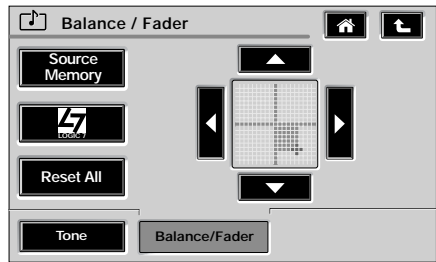 Balance / Fader
Source
Memory
LOGIC 7
Reset All
Tone
Balance/Fader